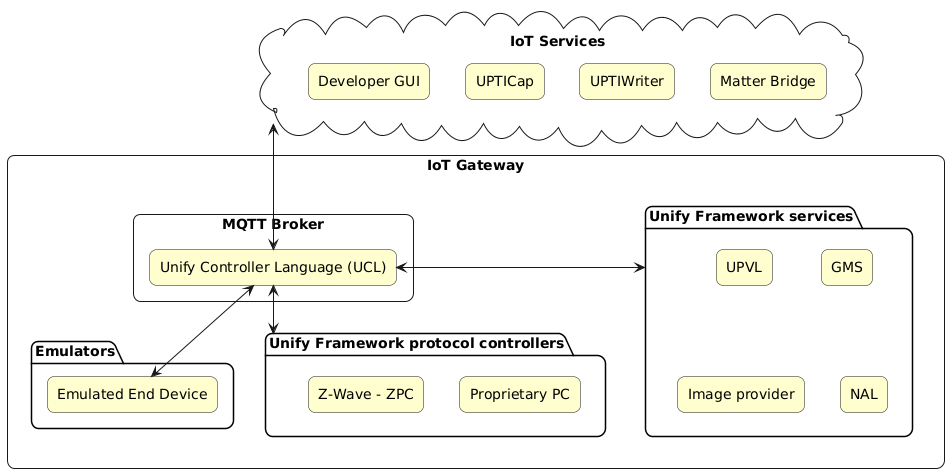 IoT Services
Developer GUI
UPTICap
UPTIWriter
Matter Bridge
IoT Gateway
MQTT Broker
Unify Controller Language (UCL)
Unify Framework services
UPVL
GMS
Image provider
NAL
Emulators
Emulated End Device
Unify Framework protocol controllers
Z-Wave - ZPC
Proprietary PC